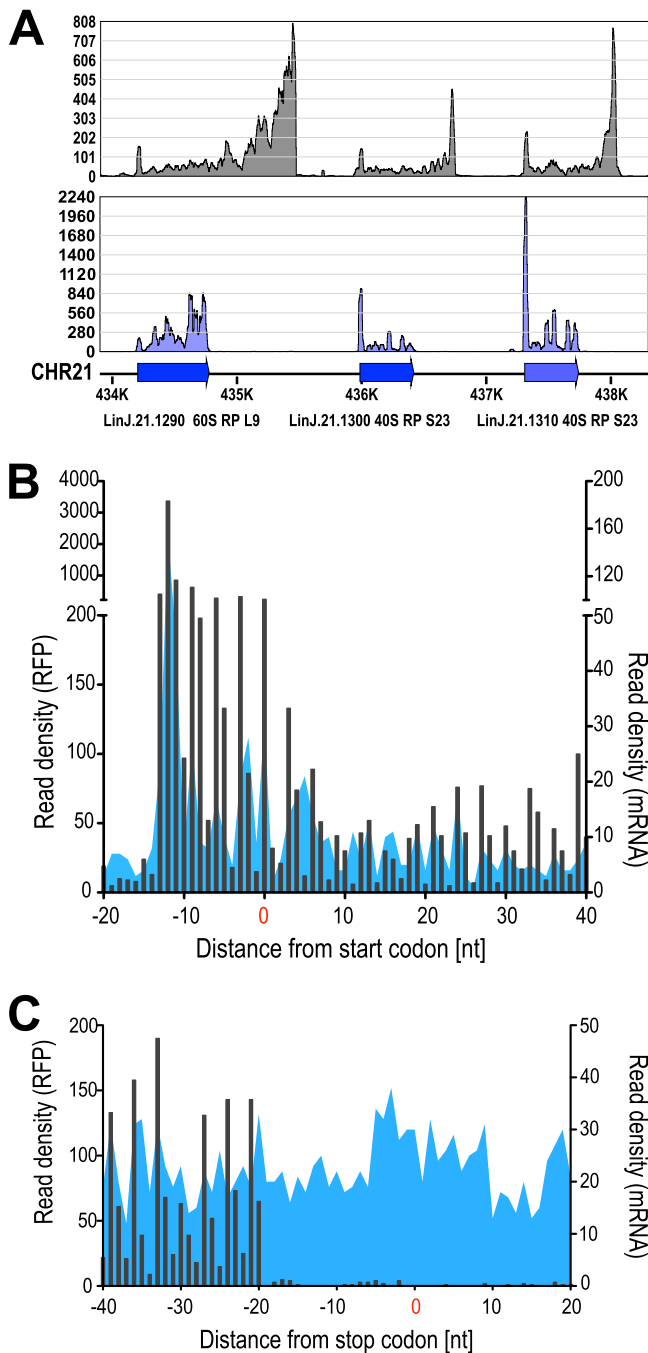 A
808
707
606
505
404
303
202
101
0
2240
1960
1680
1400
1120
840
560
280
0
CHR21
434K 435K 436K 437K 438K
LinJ.21.1290 60S RP L9 LinJ.21.1300 40S RP S23 LinJ.21.1310 40S RP S23
B
4000 200
3000 160
2000
1000 120
200 50
40
150
30
100
20
50
10
0 0
Read density (RFP)
Read density (mRNA)
-20 -10 0 10 20 30 40
Distance from start codon [nt]
C
200 50
150 40
30
100
20
50
10
0 0
Read density (RFP)
Read density (mRNA)
-40 -30 -20 -10 0 10 20
Distance from stop codon [nt]